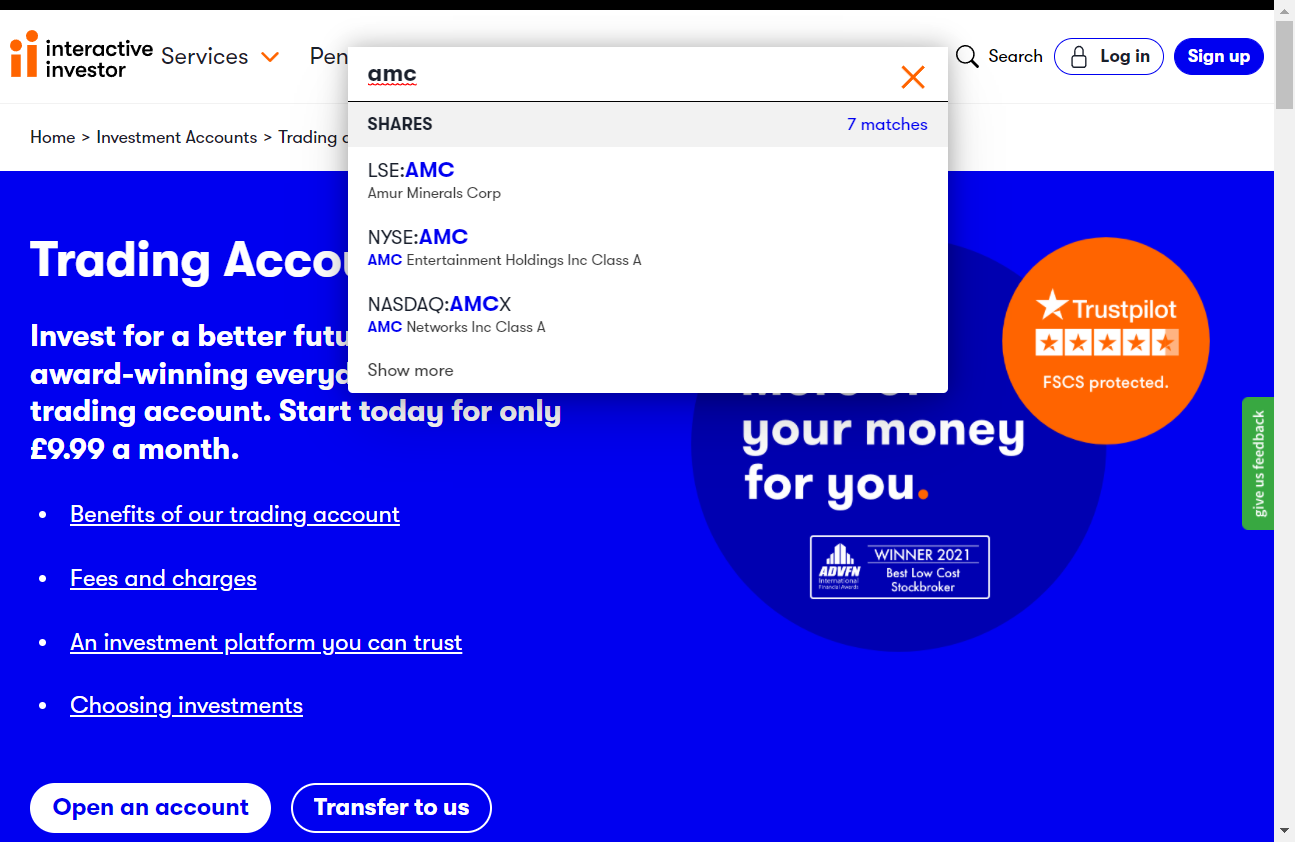 interactive
investor
Services
Pen
amc
Search
Log in
Sign up
SHARES
7 matches
Home > Investment Accounts > Trading
LSE:AMC
Amur Minerals Corp
NYSE:AMC
AMC Entertainment Holdings Inc Class A
NASDAQ:AMCX
AMC Networks Inc Class A
Show more
Trading Accou
Invest for a better futu
award-winning everyd
trading account. Start today for only
£9.99 a month.
Benefits of our trading account
Fees and charges
An investment platform you can trust
Choosing investments
Open an account
Transfer to us
your money
for you.
Trustpilot
FSCS protected.
ADVFN
International
Financial Awards
WINNER 2021
Best Low Cost
Stockbroker
give us feedback